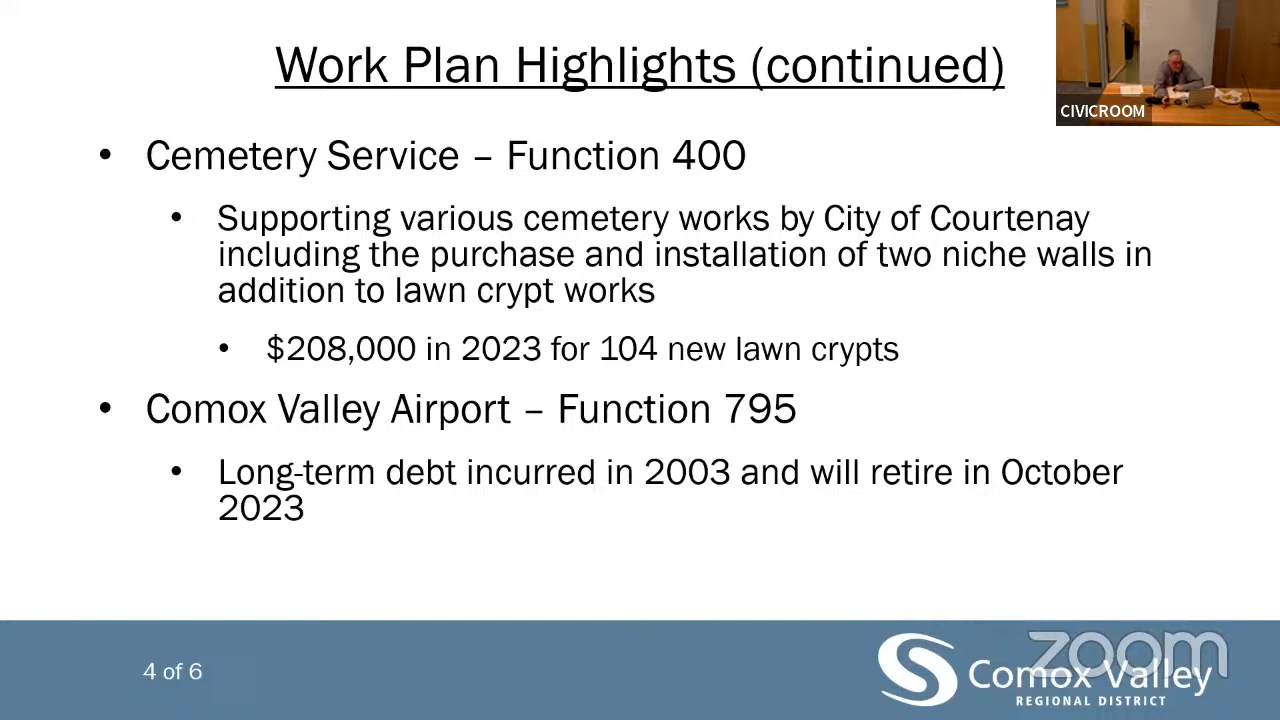 Work Plan Highlights (continued)
CIVICROOM
• Cemetery Service – Function 400
• Supporting various cemetery works by City of Courtenay
including the purchase and installation of two niche walls in
addition to lawn crypt works
• $208,000 in 2023 for 104 new lawn crypts
• Comox Valley Airport – Function 795
• Long-term debt incurred in 2003 and will retire in October
2023
4 of 6
zoom
Comox Valley
REGIONAL DISTRICT